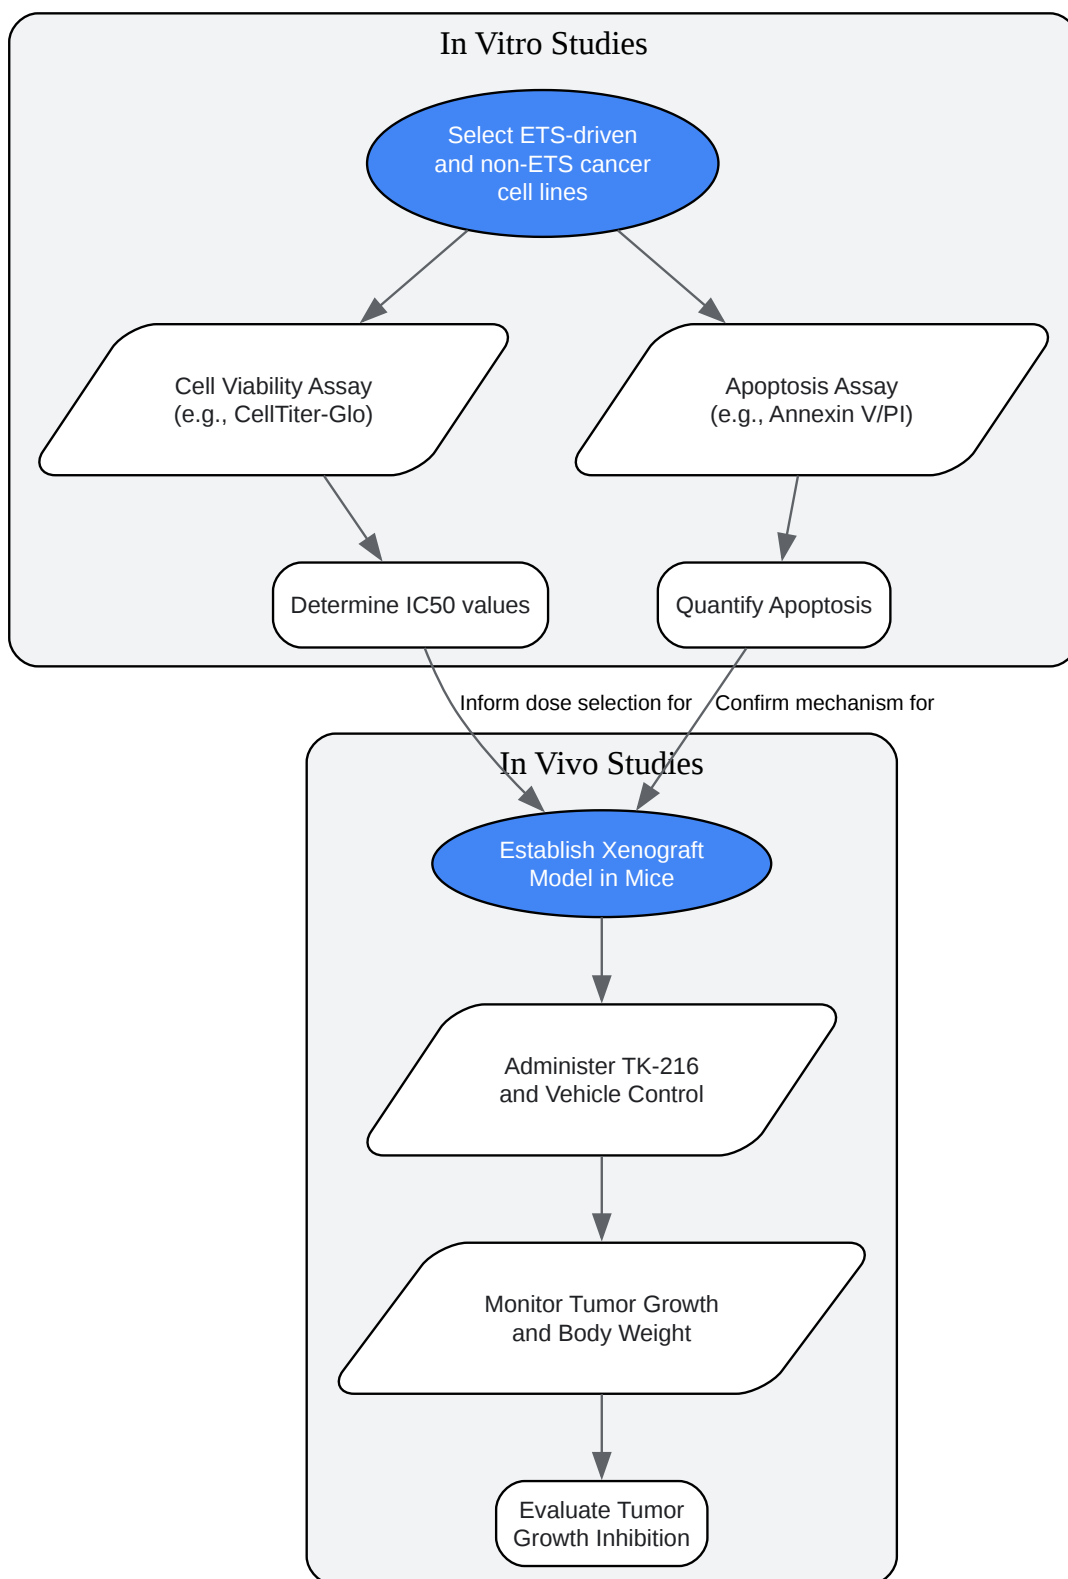 In Vitro Studies
Select ETS-driven
and non-ETS cancer
cell lines
Cell Viability Assay
(e.g., CellTiter-Glo)
Apoptosis Assay
(e.g., Annexin V/PI)
Determine IC50 values
Quantify Apoptosis
Inform dose selection for
Confirm mechanism for
In Vivo Studies
Establish Xenograft
Model in Mice
Administer TK-216
and Vehicle Control
Monitor Tumor Growth
and Body Weight
Evaluate Tumor
Growth Inhibition